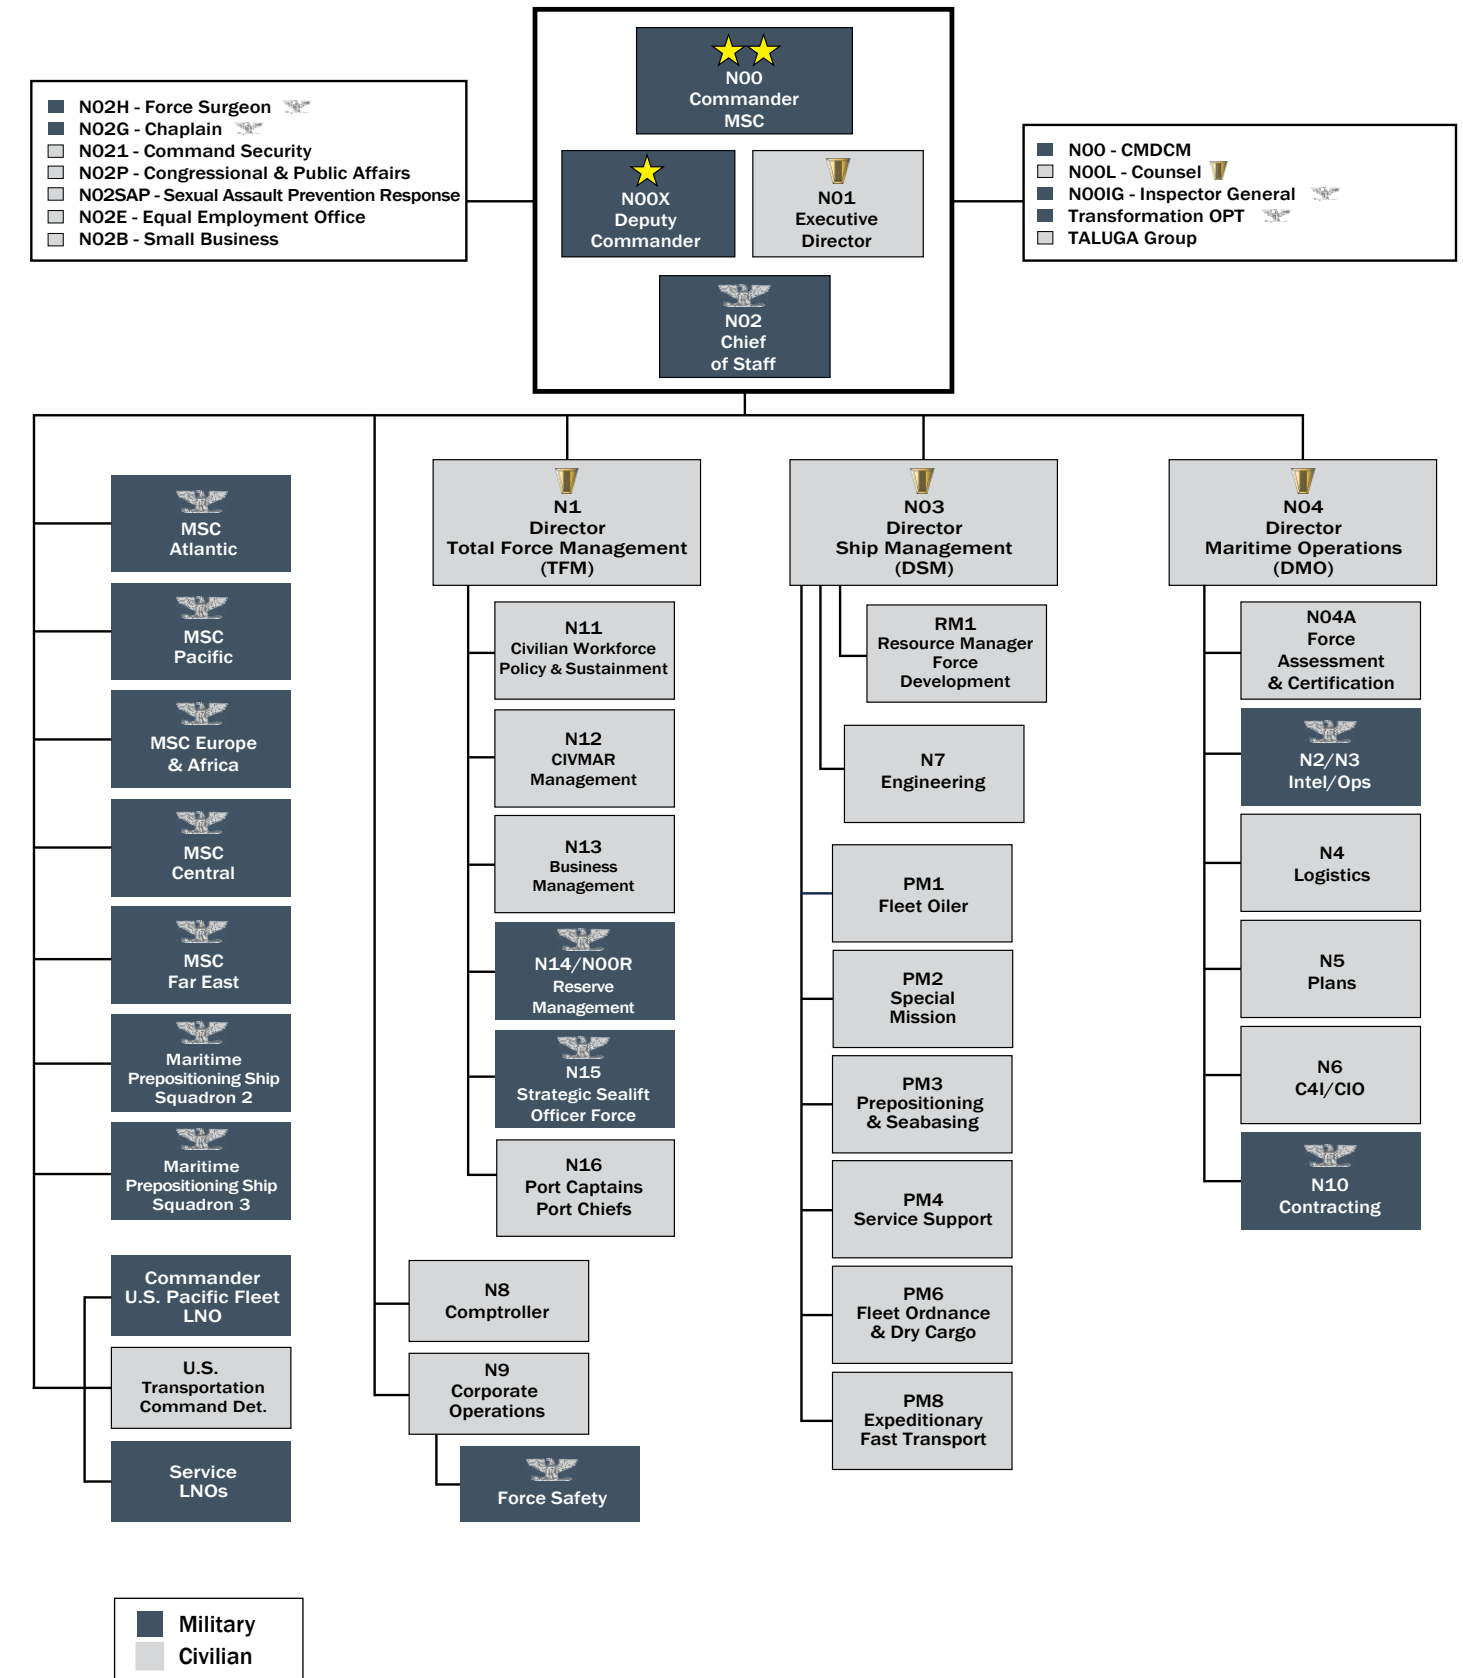 N00
Commander
MSC
N00X
Deputy
Commander
N01
Executive
Director
N02
Chief
of Staff
N02H - Force Surgeon
N02G - Chaplain
N021 - Command Security
N02P - Congressional & Public Affairs
N02SAP - Sexual Assault Prevention Response
N02E - Equal Employment Office
N02B - Small Business
N00 - CMDCM
N00L - Counsel
N00IG - Inspector General
Transformation OPT
TALUGA Group
MSC
Atlantic
MSC
Pacific
MSC Europe
& Africa
MSC
Central
MSC
Far East
Maritime
Prepositioning Ship
Squadron 2
Maritime
Prepositioning Ship
Squadron 3
Commander
U.S. Pacific Fleet
LNO
U.S.
Transportation
Command Det.
Service
LNOs
N1
Director
Total Force Management
(TFM)
N11
Civilian Workforce
Policy & Sustainment
N12
CIVMAR
Management
N13
Business
Management
N14/N00R
Reserve
Management
N15
Strategic Sealift
Officer Force
N16
Port Captains
Port Chiefs
N8
Comptroller
N9
Corporate
Operations
Force Safety
N03
Director
Ship Management
(DSM)
RM1
Resource Manager
Force
Development
N7
Engineering
PM1
Fleet Oiler
PM2
Special
Mission
PM3
Prepositioning
& Seabasing
PM4
Service Support
PM6
Fleet Ordnance
& Dry Cargo
PM8
Expeditionary
Fast Transport
N04
Director
Maritime Operations
(DMO)
N04A
Force
Assessment
& Certification
N2/N3
Intel/Ops
N4
Logistics
N5
Plans
N6
C4I/CIO
N10
Contracting
Military
Civilian